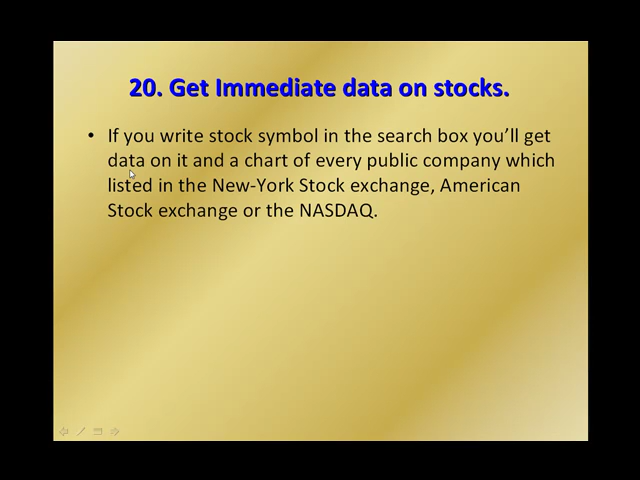 20. Get Immediate data on stocks.
• If you write stock symbol in the search box you'll get
data on it and a chart of every public company which
listed in the New-York Stock exchange, American
Stock exchange or the NASDAQ.